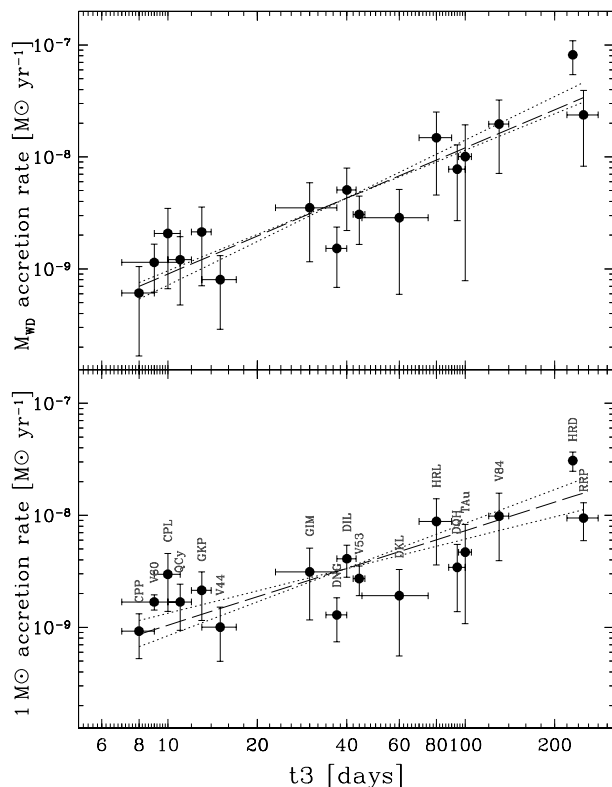 10⁻⁷
10⁻⁸
10⁻⁹
M_WD accretion rate [M⊙ yr⁻¹]
10⁻⁷
10⁻⁸
10⁻⁹
1 M⊙ accretion rate [M⊙ yr⁻¹]
CPP
V60
CPL
QCy
GKP
V44
GIM
DNG
DIL
V53
DKL
HRL
DQH
TAu
V84
HRD
RRP
6 8 10 20 40 60 80 100 200
t3 [days]